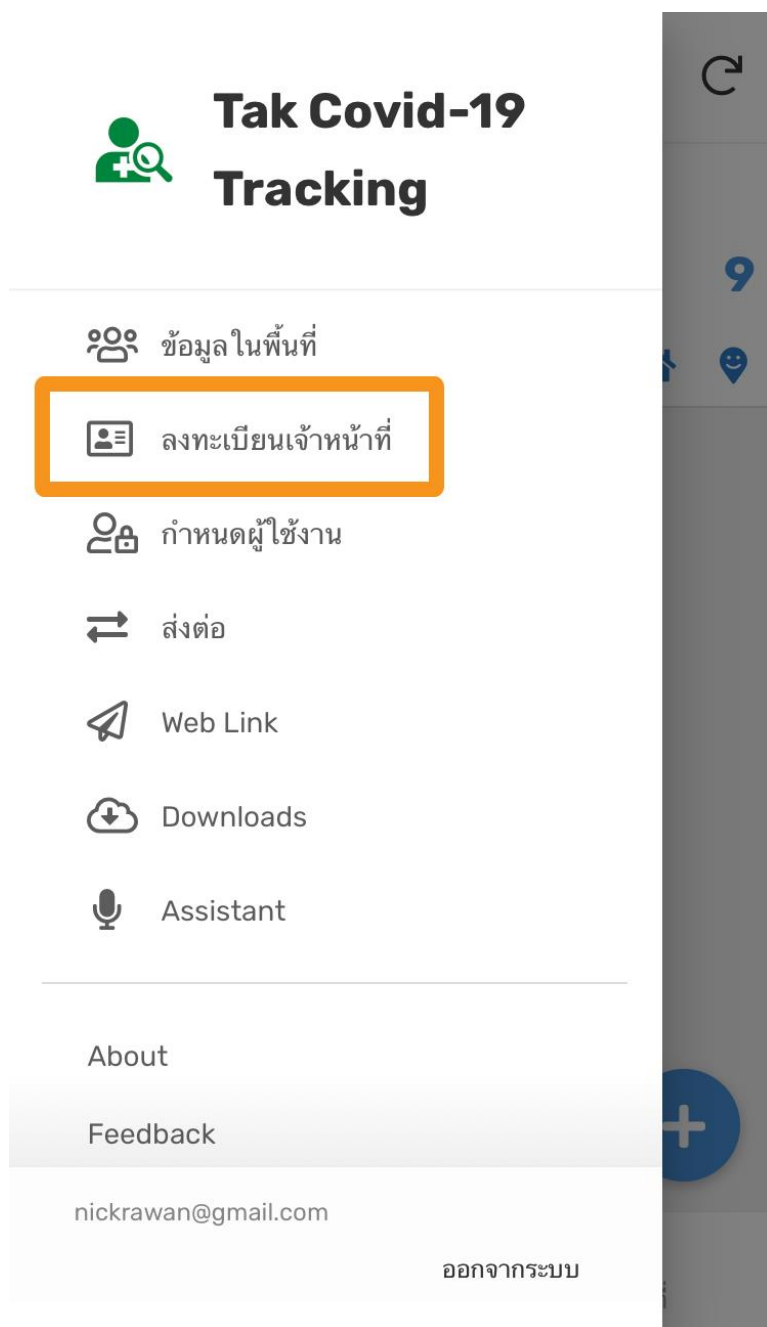 Tak Covid-19
Tracking
9
ข้อมูลในพื้นที่
ลงทะเบียนเจ้าหน้าที่
กำหนดผู้ใช้งาน
ส่งต่อ
Web Link
Downloads
Assistant
About
Feedback
nickrawan@gmail.com
ออกจากระบบ